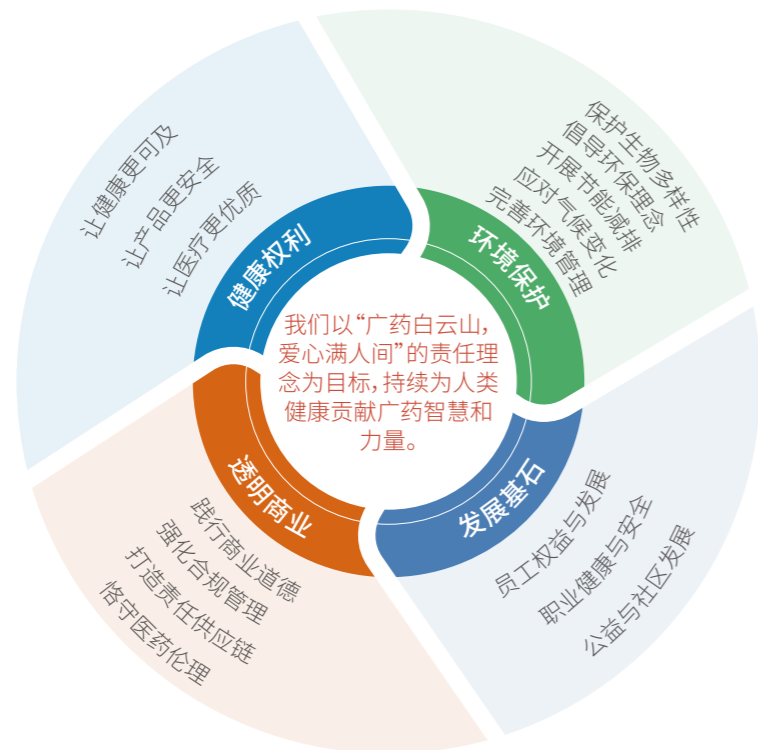 我们以“广药白云山，
爱心满人间”的责任理
念为目标，持续为人类
健康贡献广药智慧和
力量。
健康权利
让健康更可及
让产品更安全
让医疗更优质
环境保护
保护生物多样性
倡导环保理念
开展节能减排
应对气候变化
完善环境管理
发展基石
员工权益与发展
职业健康与安全
公益与社区发展
透明商业
践行商业道德
强化合规管理
打造责任供应链
恪守医药伦理